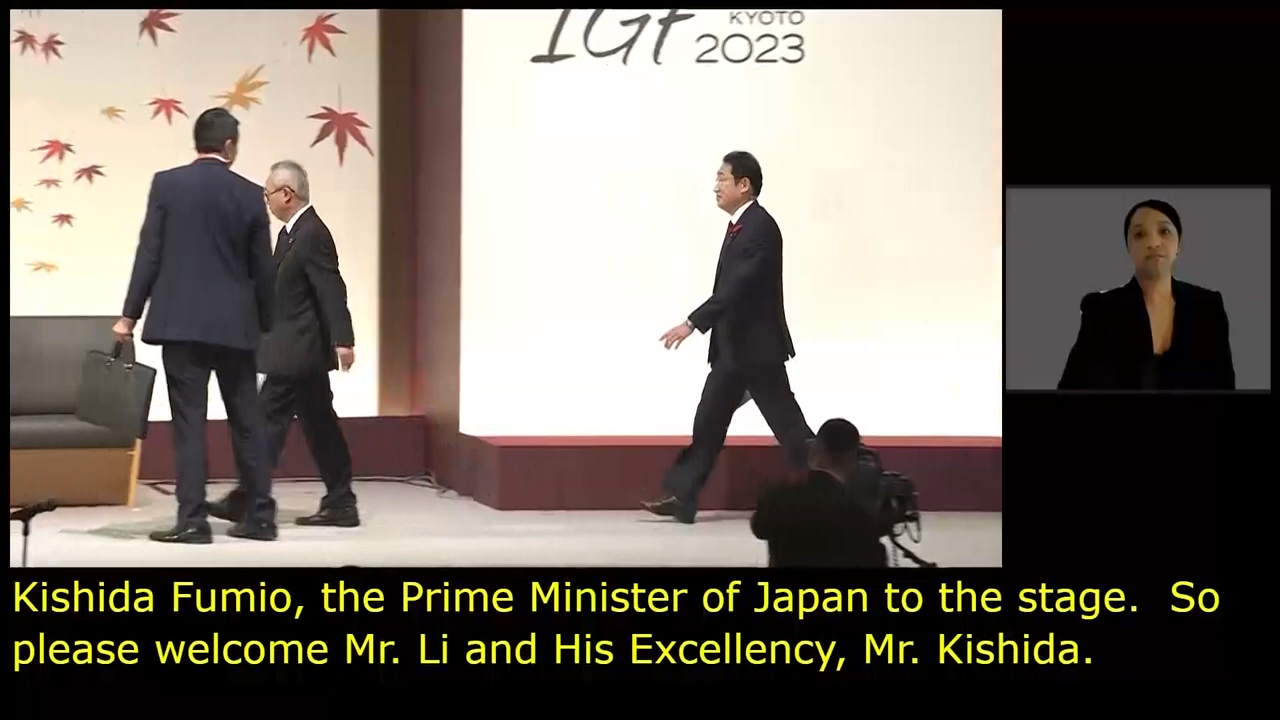 IGF
KYOTO
2023
Kishida Fumio, the Prime Minister of Japan to the stage.  So
please welcome Mr. Li and His Excellency, Mr. Kishida.